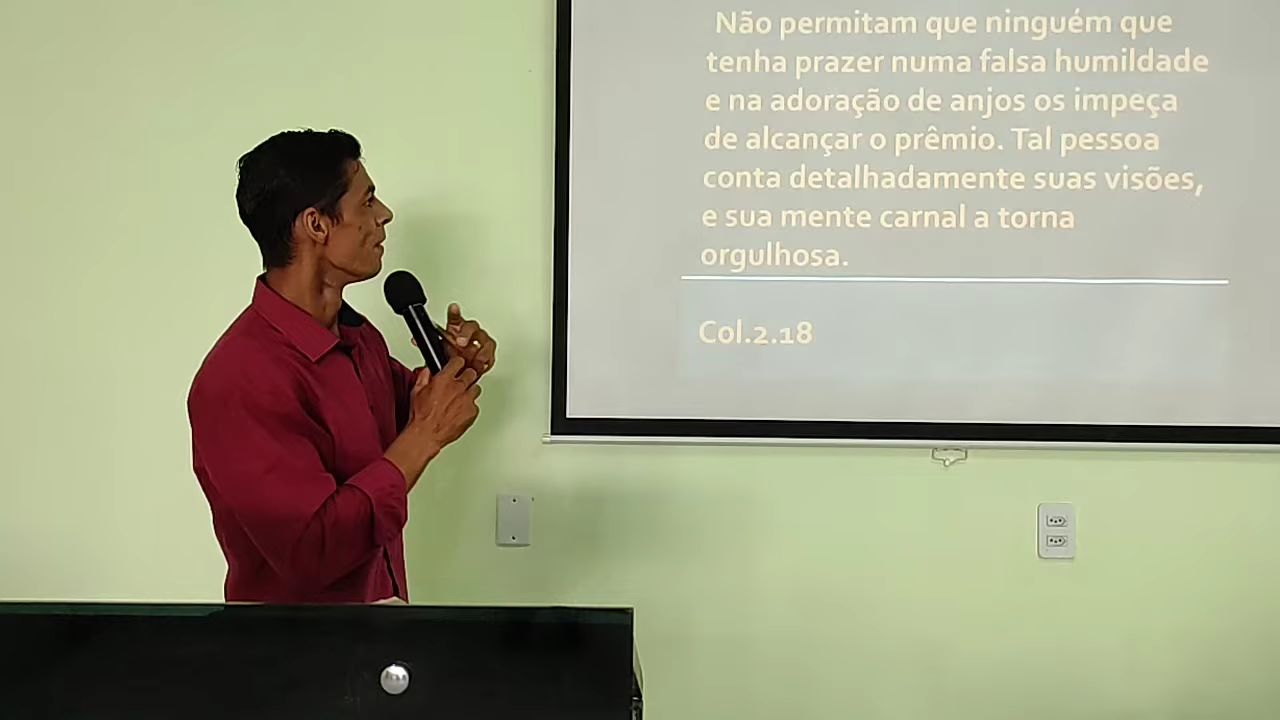 Não permitam que ninguém que
tenha prazer numa falsa humildade
e na adoração de anjos os impeça
de alcançar o prêmio. Tal pessoa
conta detalhadamente suas visões,
e sua mente carnal a torna
orgulhosa.
Col.2.18